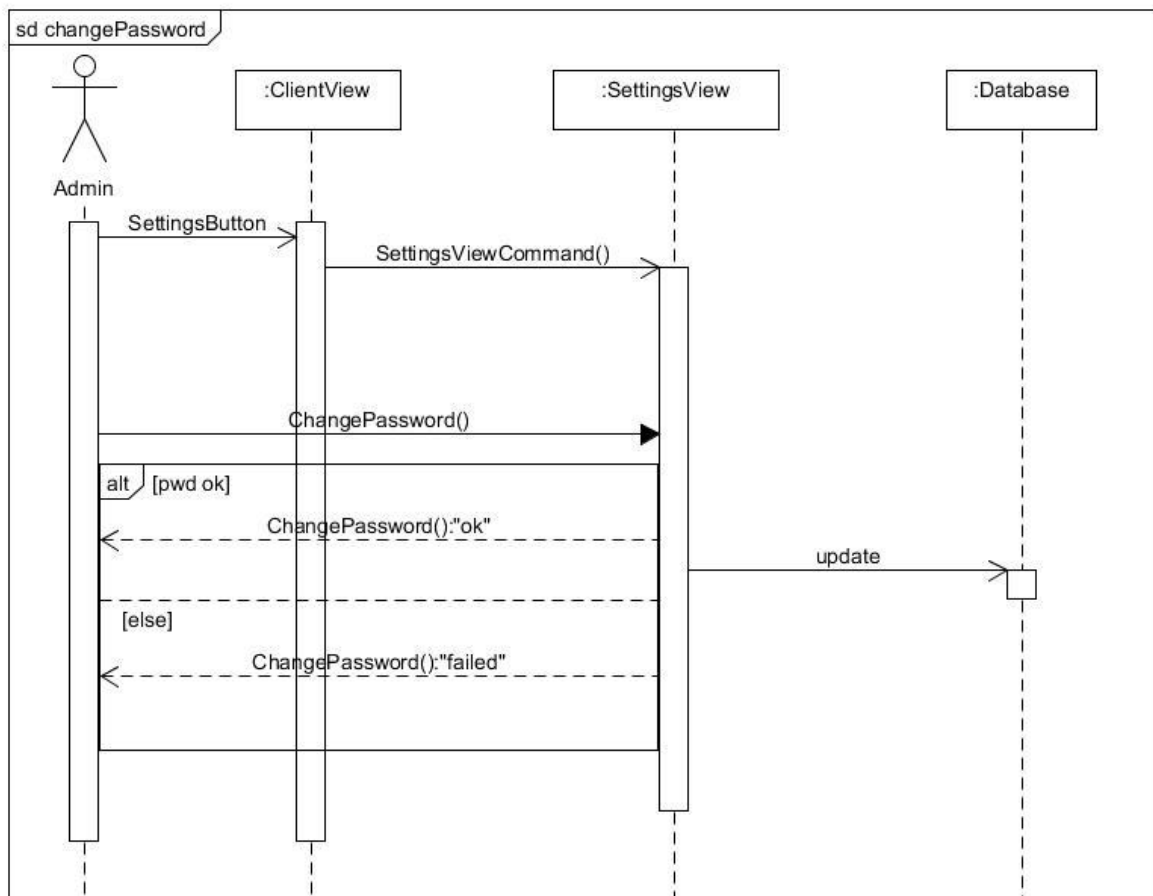 sd changePassword
:ClientView
:SettingsView
:Database
Admin
SettingsButton
SettingsViewCommand()
ChangePassword()
alt [pwd ok]
ChangePassword():"ok"
update
[else]
ChangePassword():"failed"